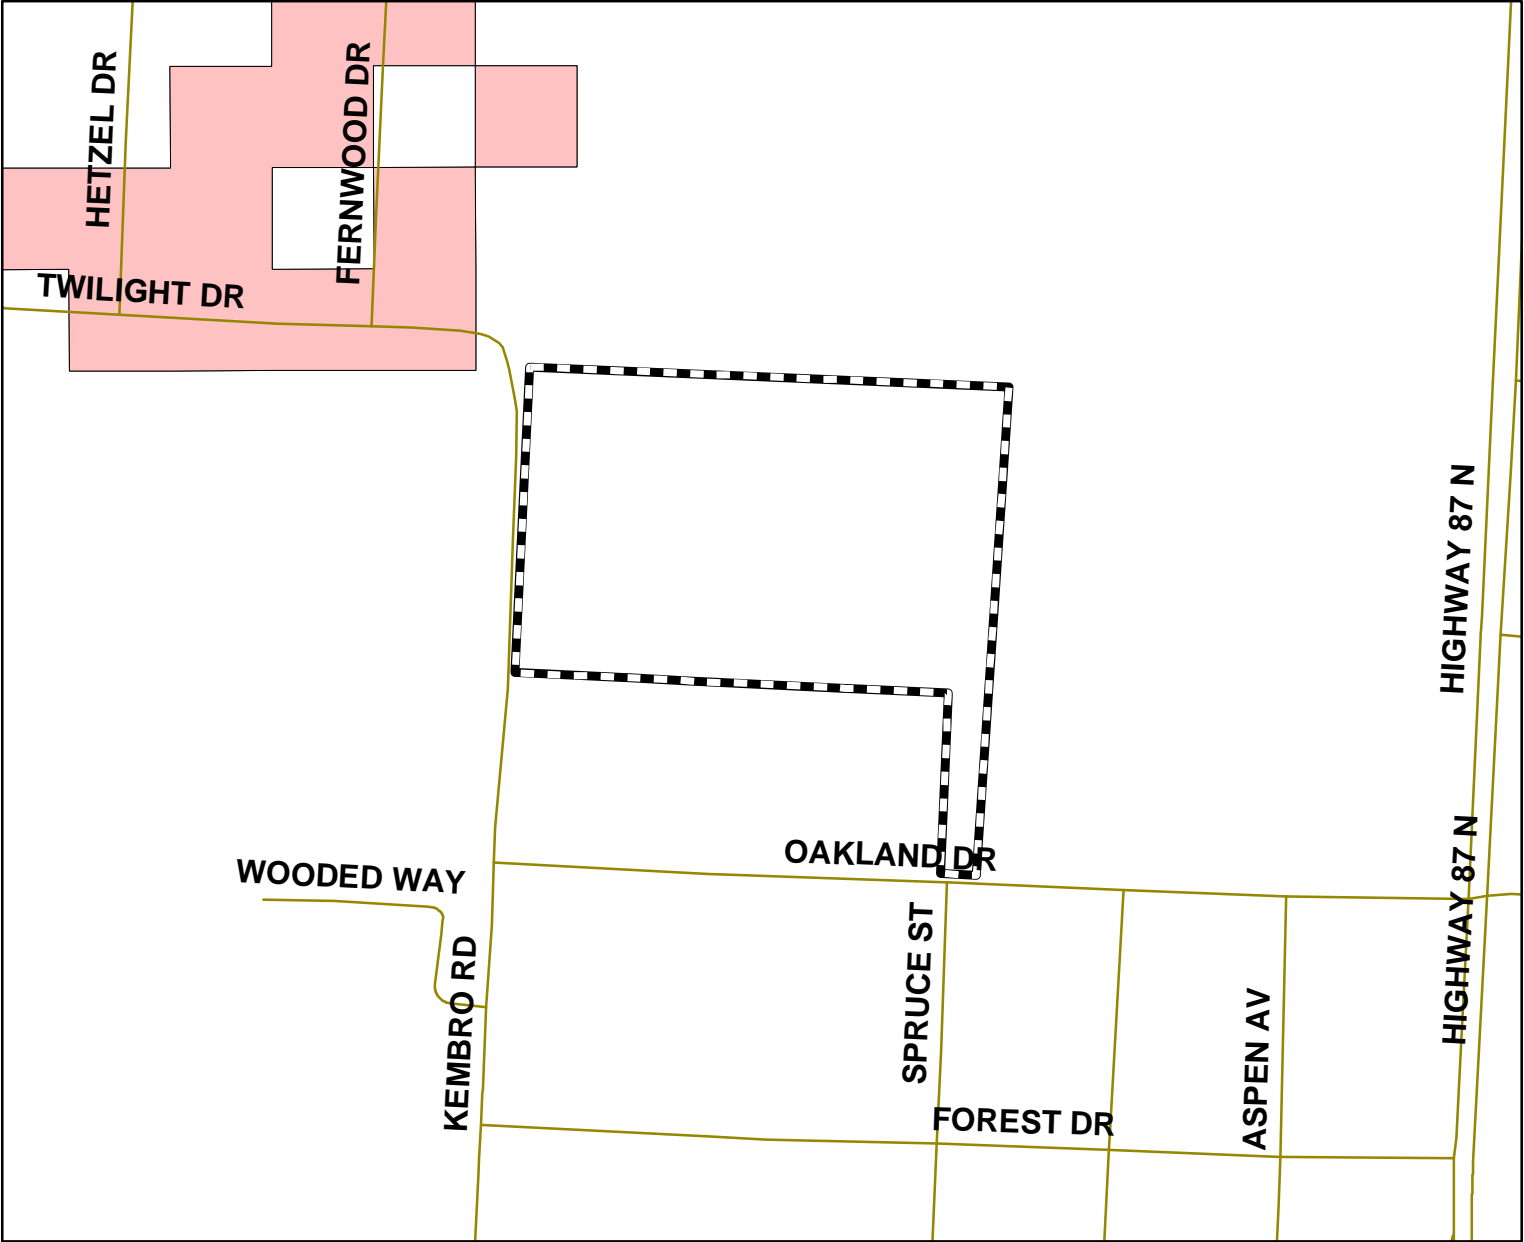 HETZEL DR
FERNWOOD DR
TWILIGHT DR
HIGHWAY 87 N
OAKLAND DR
WOODED WAY
HIGHWAY 87 N
SPRUCE ST
KEMBRO RD
ASPEN AV
FOREST DR